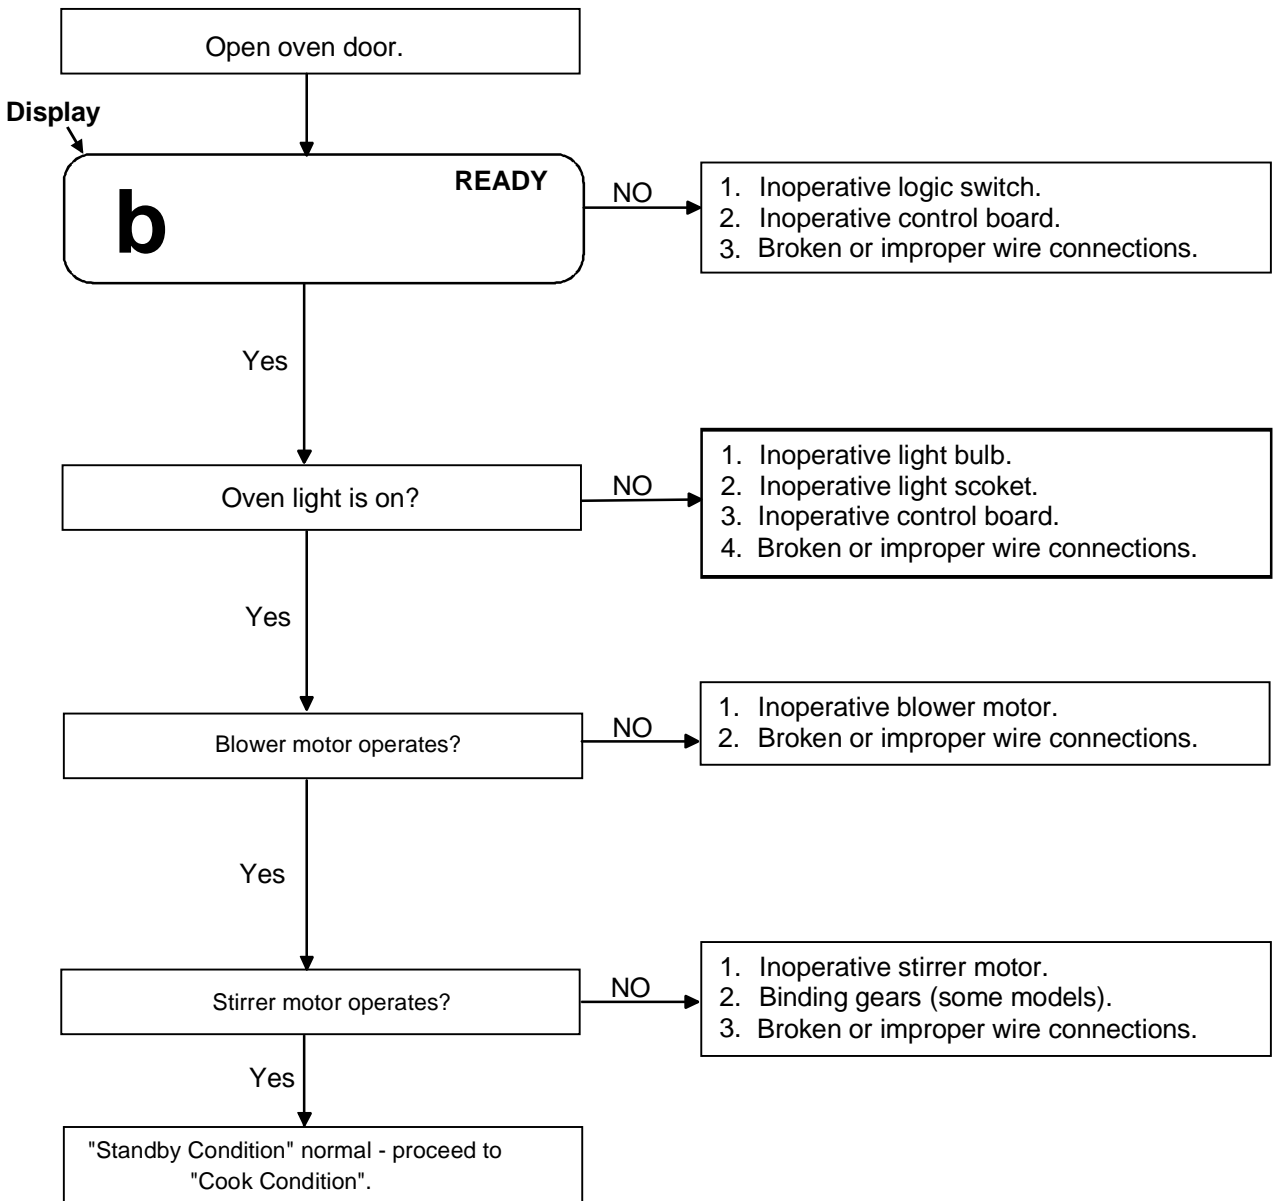 Open oven door.
Display
READY
b
NO
1. Inoperative logic switch.
2. Inoperative control board.
3. Broken or improper wire connections.
Yes
Oven light is on?
NO
1. Inoperative light bulb.
2. Inoperative light scoket.
3. Inoperative control board.
4. Broken or improper wire connections.
Yes
Blower motor operates?
NO
1. Inoperative blower motor.
2. Broken or improper wire connections.
Yes
Stirrer motor operates?
NO
1. Inoperative stirrer motor.
2. Binding gears (some models).
3. Broken or improper wire connections.
Yes
"Standby Condition" normal - proceed to
"Cook Condition".